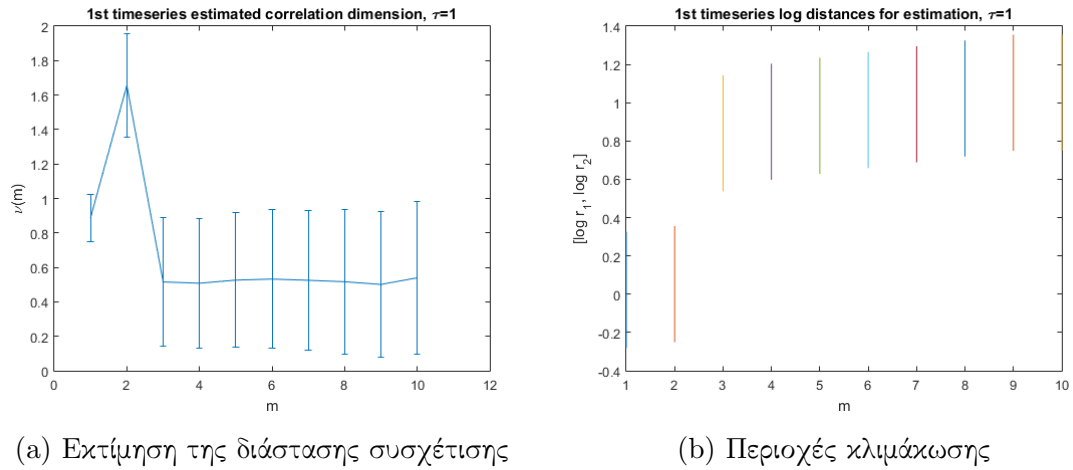 1st timeseries estimated correlation dimension, τ=1
2
1.8
1.6
1.4
1.2
1
0.8
0.6
0.4
0.2
0
ν(m)
0 2 4 6 8 10 12
m
(a) Εκτίμηση της διάστασης συσχέτισης
1st timeseries log distances for estimation, τ=1
1.4
1.2
1
0.8
0.6
0.4
0.2
0
-0.2
-0.4
[log r₁, log r₂]
1 2 3 4 5 6 7 8 9 10
m
(b) Περιοχές κλιμάκωσης